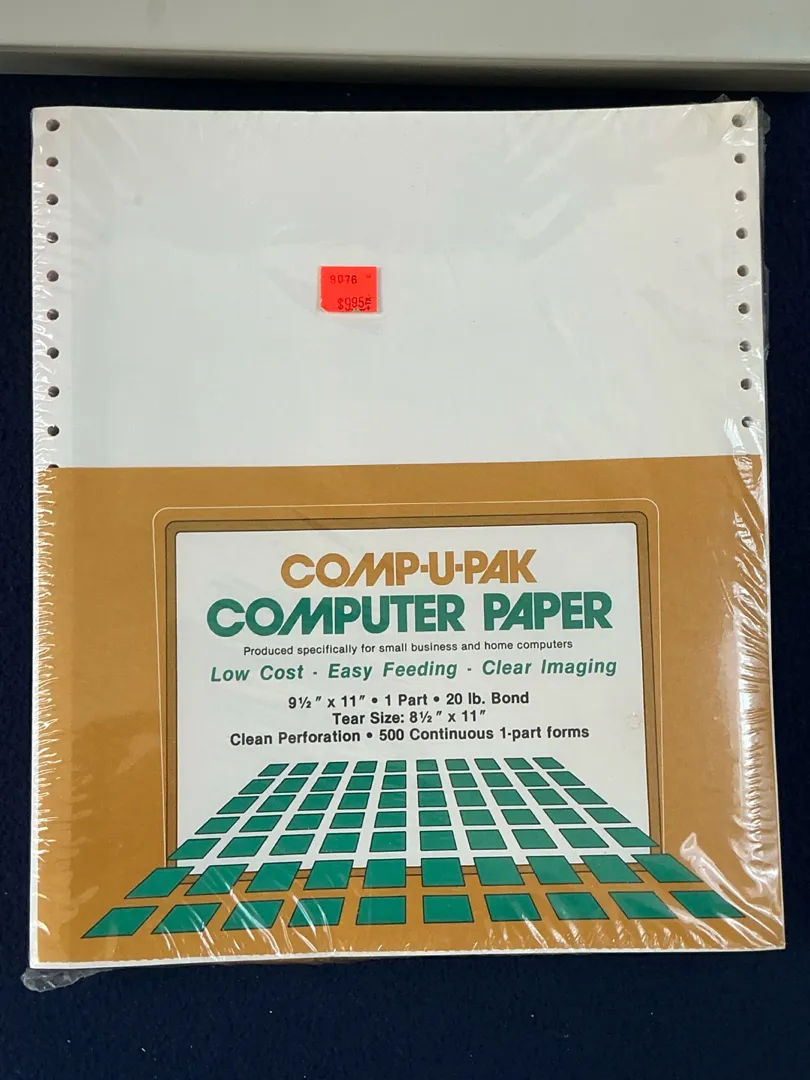 9076
$9.95
COMP-U-PAK
COMPUTER PAPER
Produced specifically for small business and home computers
Low Cost - Easy Feeding - Clear Imaging
9½" x 11" • 1 Part • 20 lb. Bond
Tear Size: 8½" x 11"
Clean Perforation • 500 Continuous 1-part forms